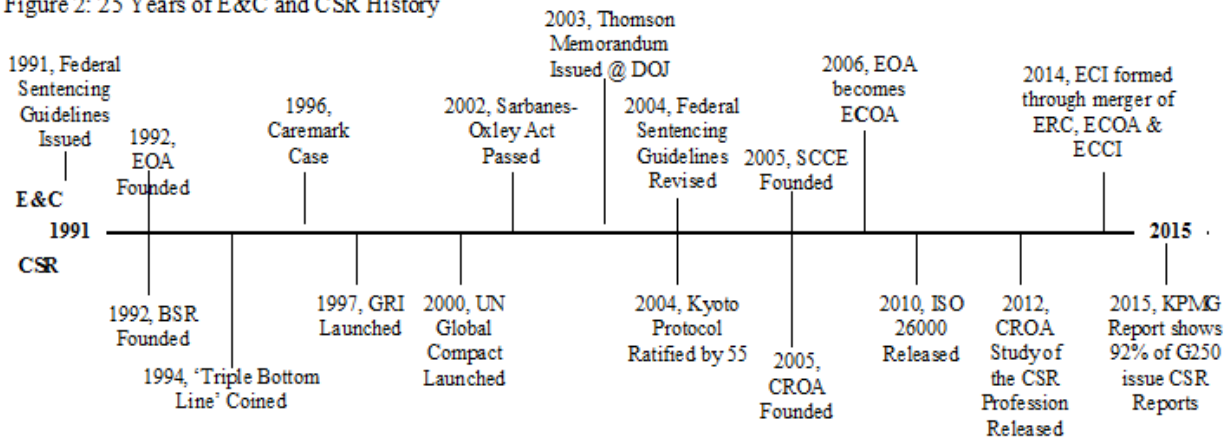 Figure 2: 25 Years of E&C and CSR History
1991, Federal
Sentencing
Guidelines
Issued
1992,
EOA
Founded
1996,
Caremark
Case
2002, Sarbanes-
Oxley Act
Passed
2003, Thomson
Memorandum
Issued @ DOJ
2004, Federal
Sentencing
Guidelines
Revised
2005, SCCE
Founded
2006, EOA
becomes
ECOA
2014, ECI formed
through merger of
ERC, ECOA &
ECCI
E&C
1991
2015
CSR
1992, BSR
Founded
1994, ‘Triple Bottom
Line’ Coined
1997, GRI
Launched
2000, UN
Global
Compact
Launched
2004, Kyoto
Protocol
Ratified by 55
2005,
CROA
Founded
2010, ISO
26000
Released
2012,
CROA
Study of
the CSR
Profession
Released
2015, KPMG
Report shows
92% of G250
issue CSR
Reports